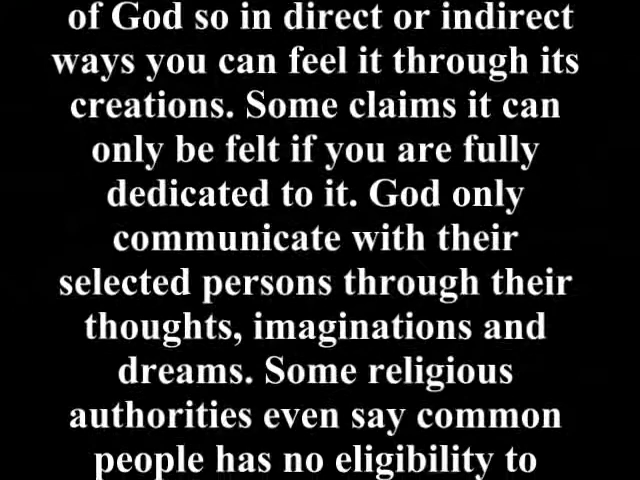 of God so in direct or indirect
ways you can feel it through its
creations. Some claims it can
only be felt if you are fully
dedicated to it. God only
communicate with their
selected persons through their
thoughts, imaginations and
dreams. Some religious
authorities even say common
people has no eligibility to